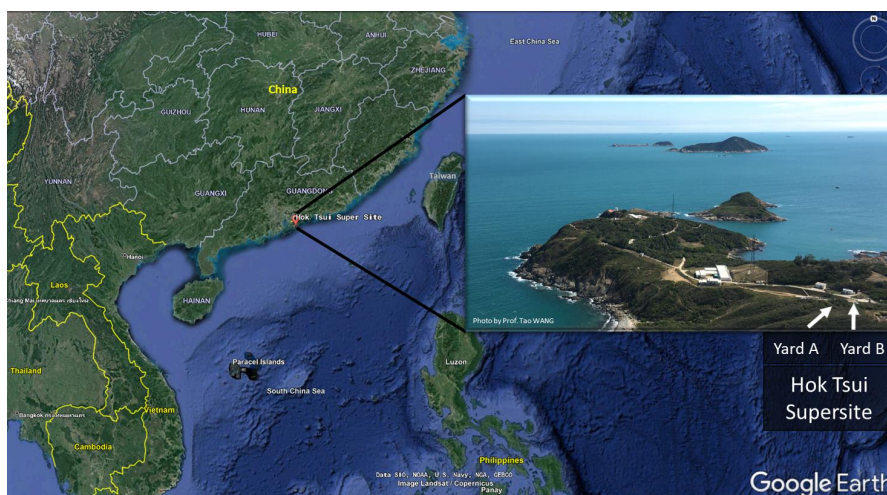 N
East China Sea
HUBEI
ANHUI
ZHEJIANG
China
GUIZHOU
HUNAN
JIANGXI
YUNNAN
Taiwan
GUANGXI
GUANGDON
Hok Tsui Super Site
Hanoi
Laos
HAINAN
Photo by Prof. Tao WANG
Yard A
Yard B
Paracel Islands
Luzon
Thailand
South China Sea
Hok Tsui
Supersite
Vietnam
Cambodia
Philippines
Data SIO, NOAA, U.S. Navy, NGA, GEBCO
Image Landsat / Copernicus
Panay
Google Earth